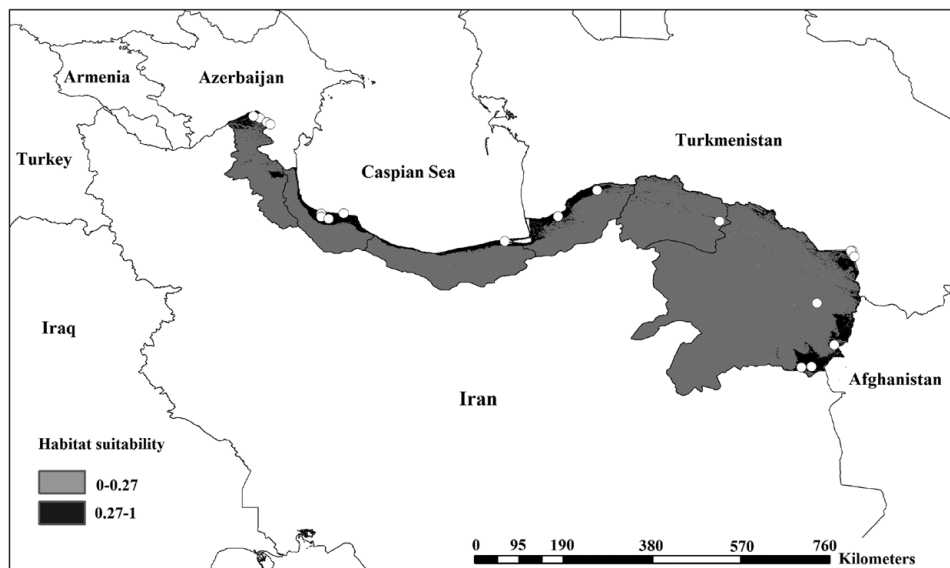 Armenia
Azerbaijan
Turkey
Caspian Sea
Turkmenistan
Iraq
Iran
Afghanistan
Habitat suitability
0-0.27
0.27-1
0 95 190 380 570 760
Kilometers